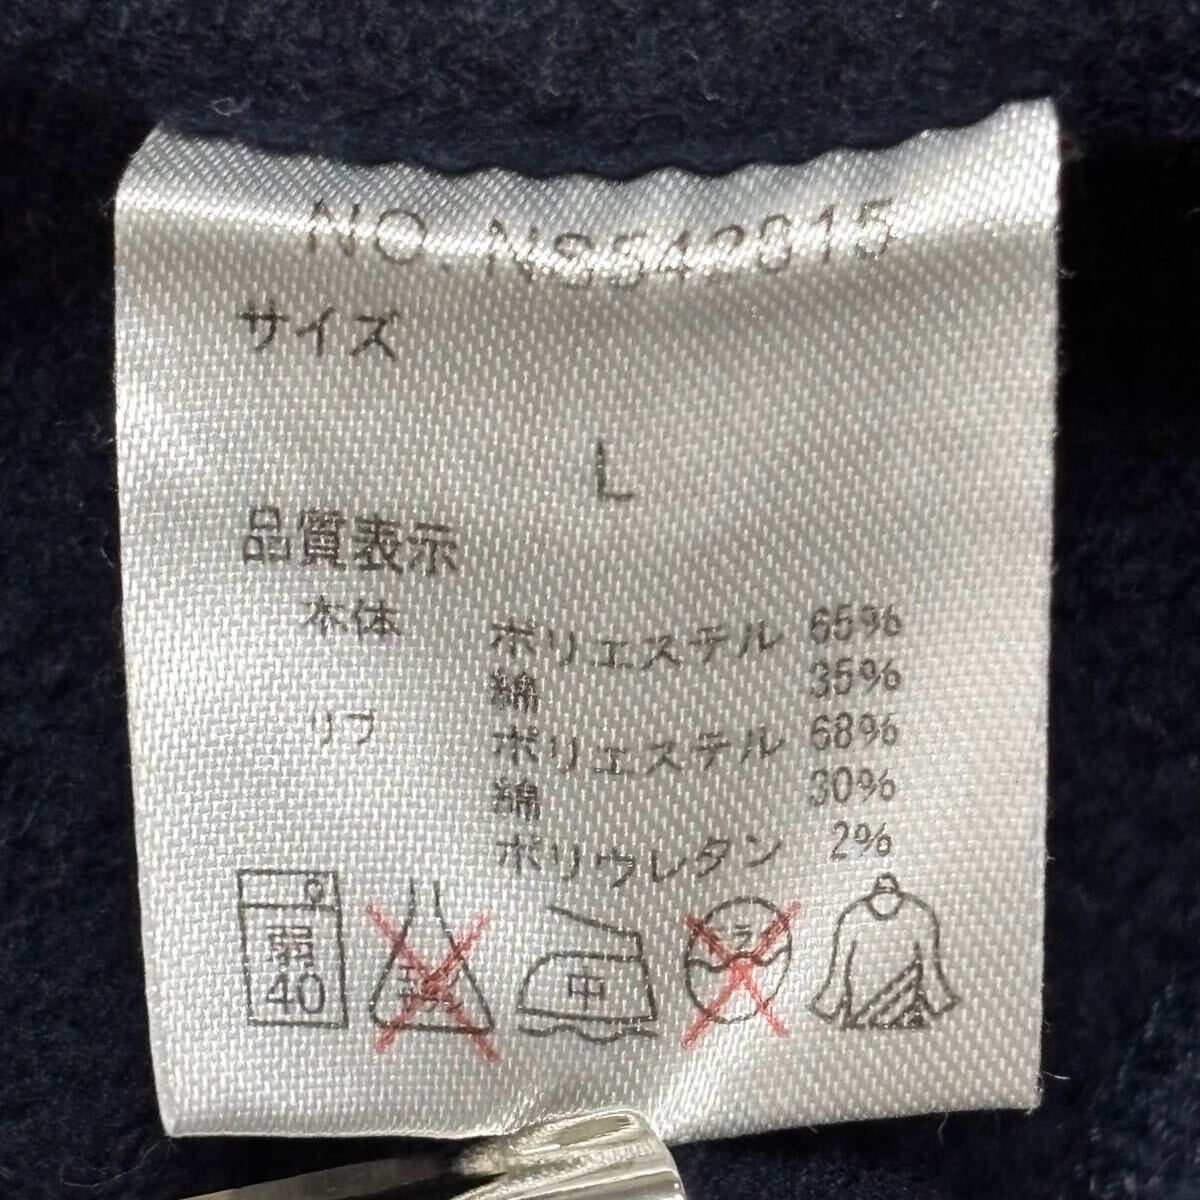 NO. NS542815
サイズ
L
品質表示
本体 ポリエステル 65%
綿 35%
リブ ポリエステル 68%
綿 30%
ポリウレタン 2%
弱 40
中